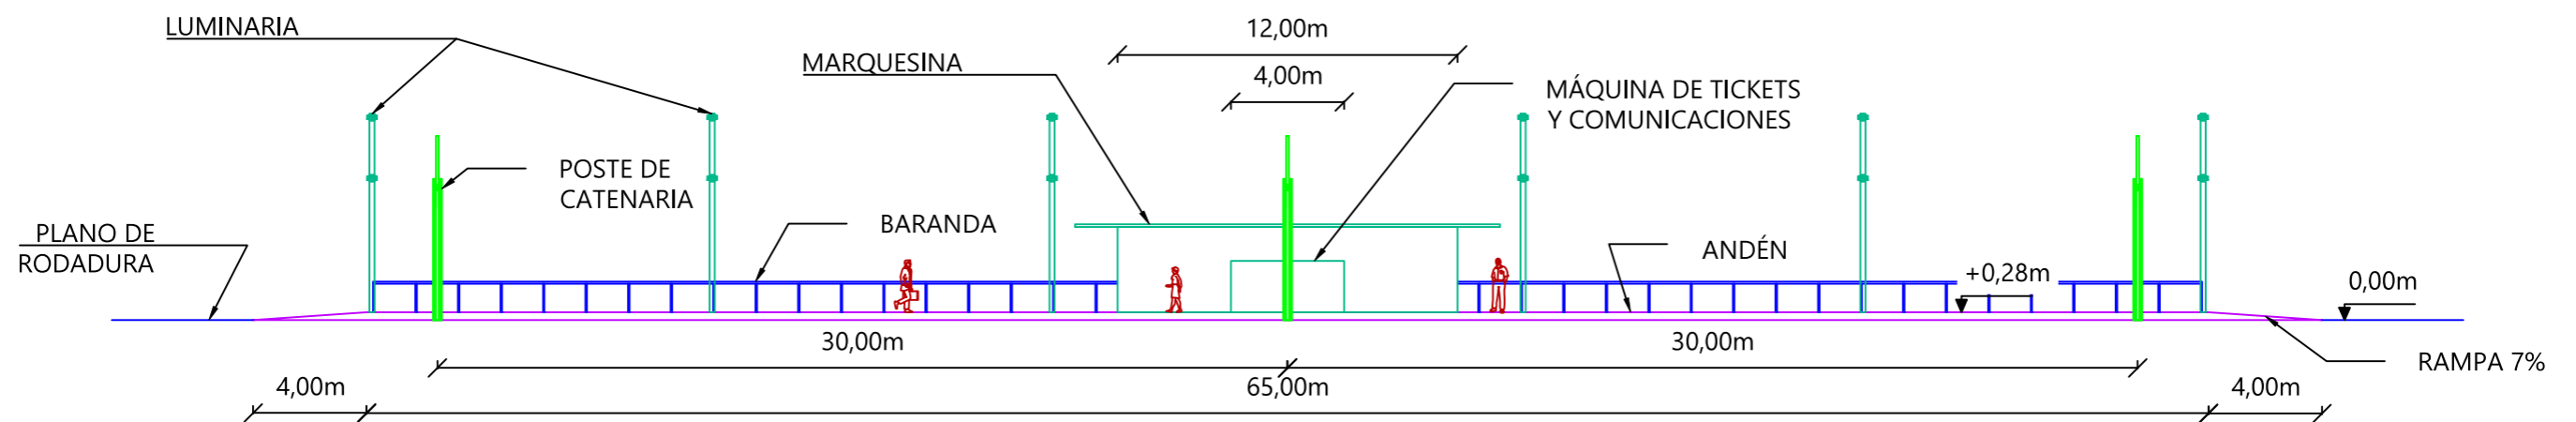 LUMINARIA
12,00m
MARQUESINA
4,00m
MÁQUINA DE TICKETS
Y COMUNICACIONES
POSTE DE
CATENARIA
BARANDA
PLANO DE
RODADURA
ANDÉN
+0,28m
0,00m
30,00m
30,00m
RAMPA 7%
4,00m
65,00m
4,00m